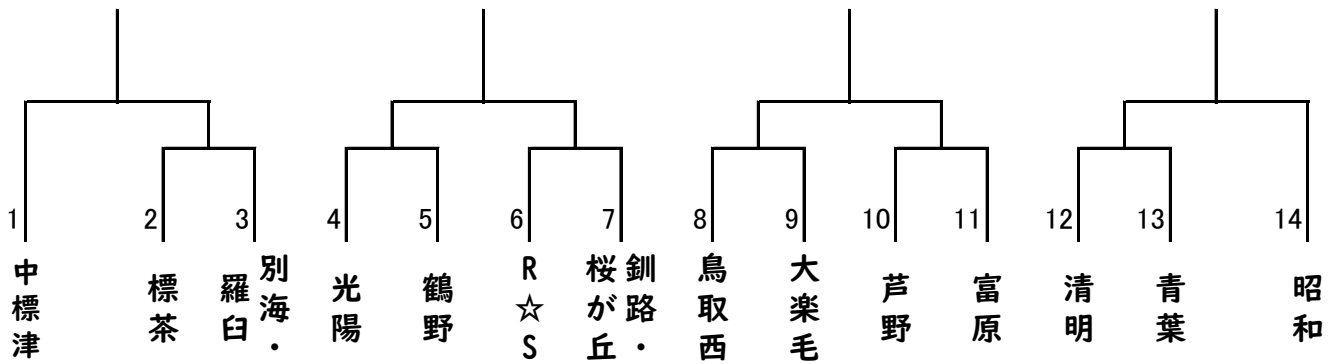 1
中標津
2
標茶
3
別海・
羅臼
4
光陽
5
鶴野
6
R☆S
7
釧路・
桜が丘
8
鳥取西
9
大楽毛
10
芦野
11
富原
12
清明
13
青葉
14
昭和